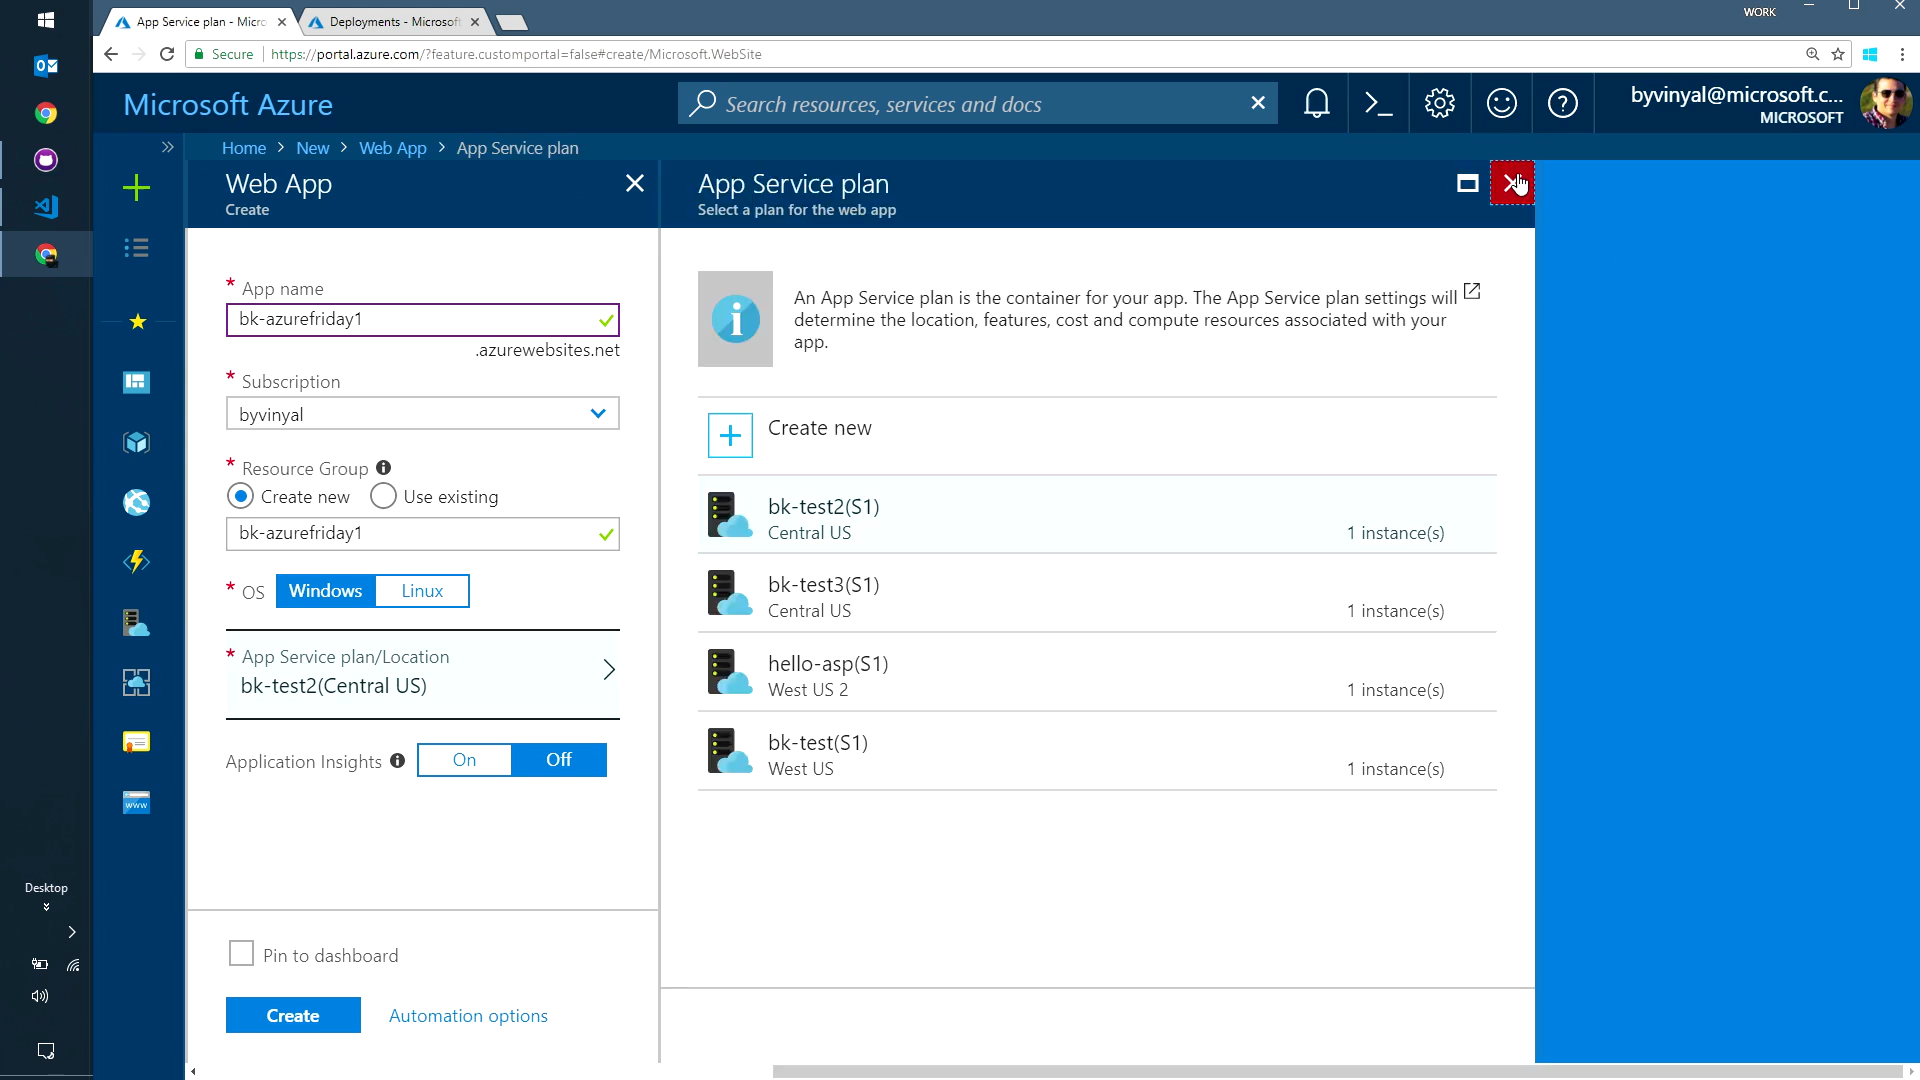 App Service plan - Micro
Deployments - Microsoft
WORK
Secure
https://portal.azure.com/?feature.customportal=false#create/Microsoft.WebSite
Microsoft Azure
Search resources, services and docs
byvinyal@microsoft.c...
MICROSOFT
Home > New > Web App > App Service plan
Web App
Create
App Service plan
Select a plan for the web app
* App name
bk-azurefriday1
.azurewebsites.net
* Subscription
byvinyal
* Resource Group
Create new
Use existing
bk-azurefriday1
* OS
Windows
Linux
* App Service plan/Location
bk-test2(Central US)
Application Insights
On
Off
Pin to dashboard
Create
Automation options
An App Service plan is the container for your app. The App Service plan settings will
determine the location, features, cost and compute resources associated with your
app.
Create new
bk-test2(S1)
Central US
1 instance(s)
bk-test3(S1)
Central US
1 instance(s)
hello-asp(S1)
West US 2
1 instance(s)
bk-test(S1)
West US
1 instance(s)
www
Desktop